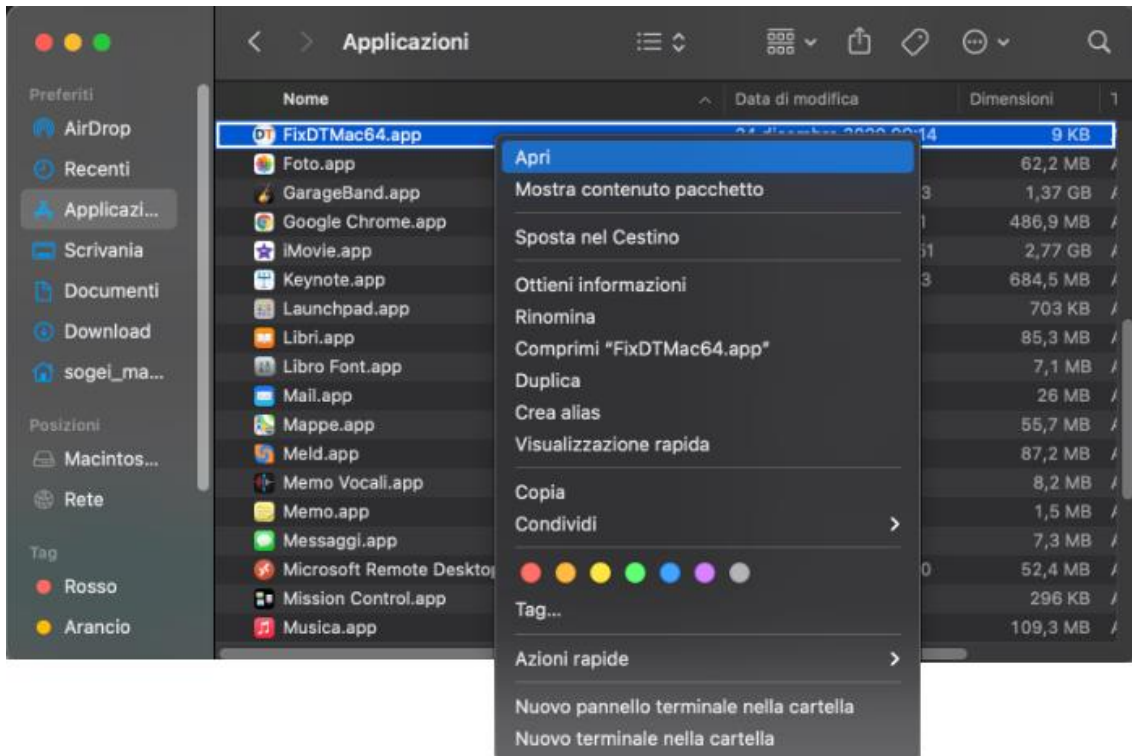 Applicazioni
Preferiti
AirDrop
Recenti
Applicazi...
Scrivania
Documenti
Download
sogei_ma...
Posizioni
Macintos...
Rete
Tag
Rosso
Arancio
Nome Data di modifica Dimensioni
FixDTMac64.app 9 KB
Foto.app 62,2 MB
GarageBand.app 1,37 GB
Google Chrome.app 486,9 MB
iMovie.app 2,77 GB
Keynote.app 684,5 MB
Launchpad.app 703 KB
Libri.app 85,3 MB
Libro Font.app 7,1 MB
Mail.app 26 MB
Mappe.app 55,7 MB
Meld.app 87,2 MB
Memo Vocali.app 8,2 MB
Memo.app 1,5 MB
Messaggi.app 7,3 MB
Microsoft Remote Deskto 52,4 MB
Mission Control.app 296 KB
Musica.app 109,3 MB
Apri
Mostra contenuto pacchetto
Sposta nel Cestino
Ottieni informazioni
Rinomina
Comprimi “FixDTMac64.app”
Duplica
Crea alias
Visualizzazione rapida
Copia
Condividi
Tag...
Azioni rapide
Nuovo pannello terminale nella cartella
Nuovo terminale nella cartella